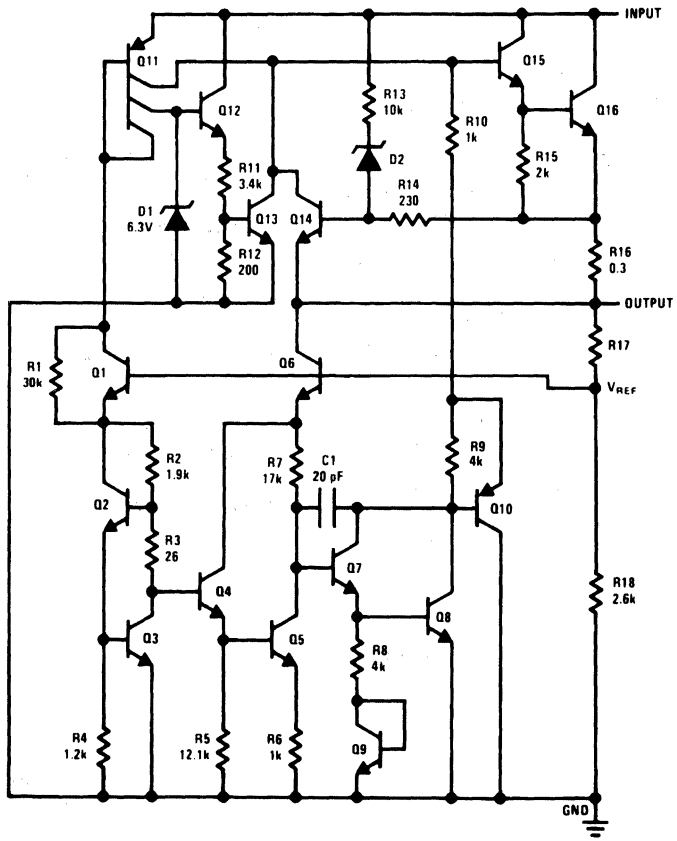 INPUT
Q11
Q15
Q12
R13
10k
Q16
R10
1k
D2
R11
3.4k
R15
2k
R14
230
D1
6.3V
Q13
Q14
R12
200
R16
0.3
OUTPUT
R1
30k
Q1
Q6
R17
VREF
R2
1.9k
R7
17k
C1
20 pF
R9
4k
Q2
Q10
R3
26
Q4
Q7
R18
2.6k
Q3
Q5
Q8
R8
4k
R4
1.2k
R5
12.1k
R6
1k
Q9
GND